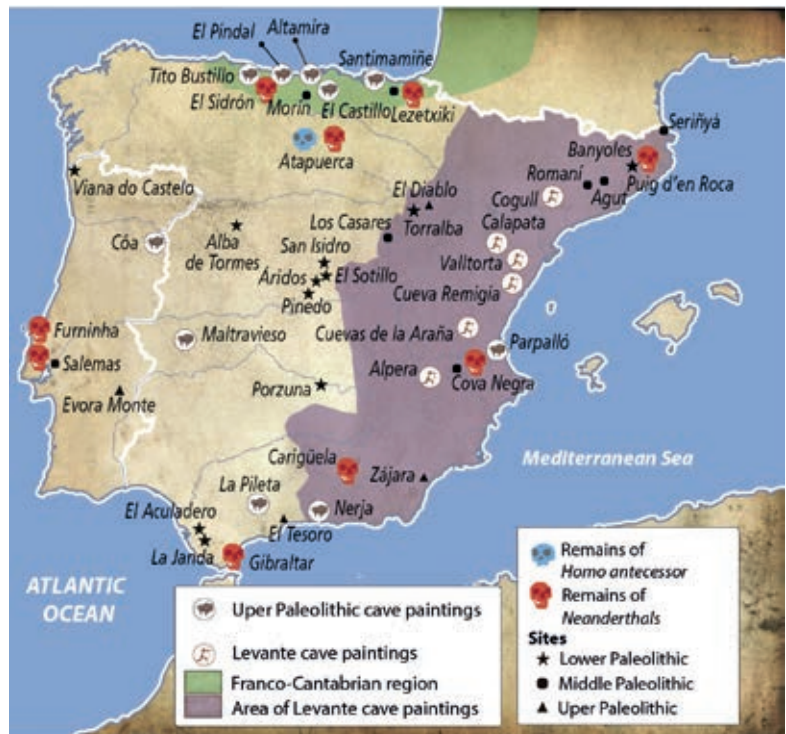 El Pindal
Altamira
Santimamiñe
Tito Bustillo
El Sidrón
Morín
El Castillo
Lezetxiki
Atapuerca
Seriñyá
Banyoles
Puig d'en Roca
Romaní
Agut
Cogull
Viana do Castelo
El Diablo
Torralba
Los Casares
Calapata
Côa
Alba
de Tormes
San Isidro
Valltorta
Áridos
El Sotillo
Cueva Remigia
Pinedo
Furninha
Maltravieso
Cuevas de la Araña
Parpalló
Salemas
Alpera
Cova Negra
Evora Monte
Porzuna
Mediterranean Sea
Carigüela
Zájara
La Pileta
Nerja
El Aculadero
El Tesoro
La Janda
Gibraltar
ATLANTIC
OCEAN
Uper Paleolithic cave paintings
Levante cave paintings
Franco-Cantabrian region
Area of Levante cave paintings
Remains of
Homo antecessor
Remains of
Neanderthals
Sites
Lower Paleolithic
Middle Paleolithic
Uper Paleolithic